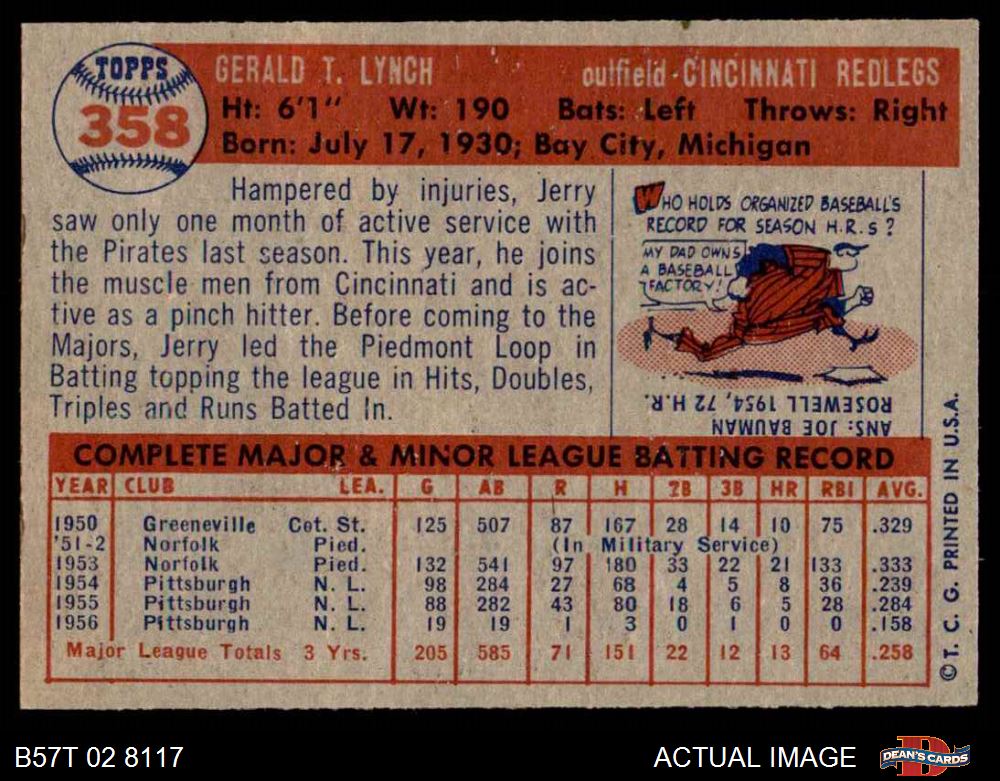 TOPPS
358
GERALD T. LYNCH outfield-CINCINNATI REDLEGS
Ht: 6'1" Wt: 190 Bats: Left Throws: Right
Born: July 17, 1930; Bay City, Michigan
Hampered by injuries, Jerry
saw only one month of active service with
the Pirates last season. This year, he joins
the muscle men from Cincinnati and is ac-
tive as a pinch hitter. Before coming to the
Majors, Jerry led the Piedmont Loop in
Batting topping the league in Hits, Doubles,
Triples and Runs Batted In.
WHO HOLDS ORGANIZED BASEBALL'S
RECORD FOR SEASON H.R.S?
MY DAD OWNS
A BASEBALL
FACTORY!
ANS: JOE BAUMAN
ROSEWELL 1954, 72 H.R.
COMPLETE MAJOR & MINOR LEAGUE BATTING RECORD
YEAR CLUB LEA. G AB R H 2B 3B HR RBI AVG.
1950 Greeneville Cot. St. 125 507 87 167 28 14 10 75 .329
'51-2 Norfolk Pied. (In Military Service)
1953 Norfolk Pied. 132 541 97 180 33 22 21 133 .333
1954 Pittsburgh N. L. 98 284 27 68 4 5 8 36 .239
1955 Pittsburgh N. L. 88 282 43 80 18 6 5 28 .284
1956 Pittsburgh N. L. 19 19 1 3 0 1 0 0 .158
Major League Totals 3 Yrs. 205 585 71 151 22 12 13 64 .258
© T. C. G. PRINTED IN U.S.A.
B57T 02 8117 ACTUAL IMAGE DEAN'S CARDS